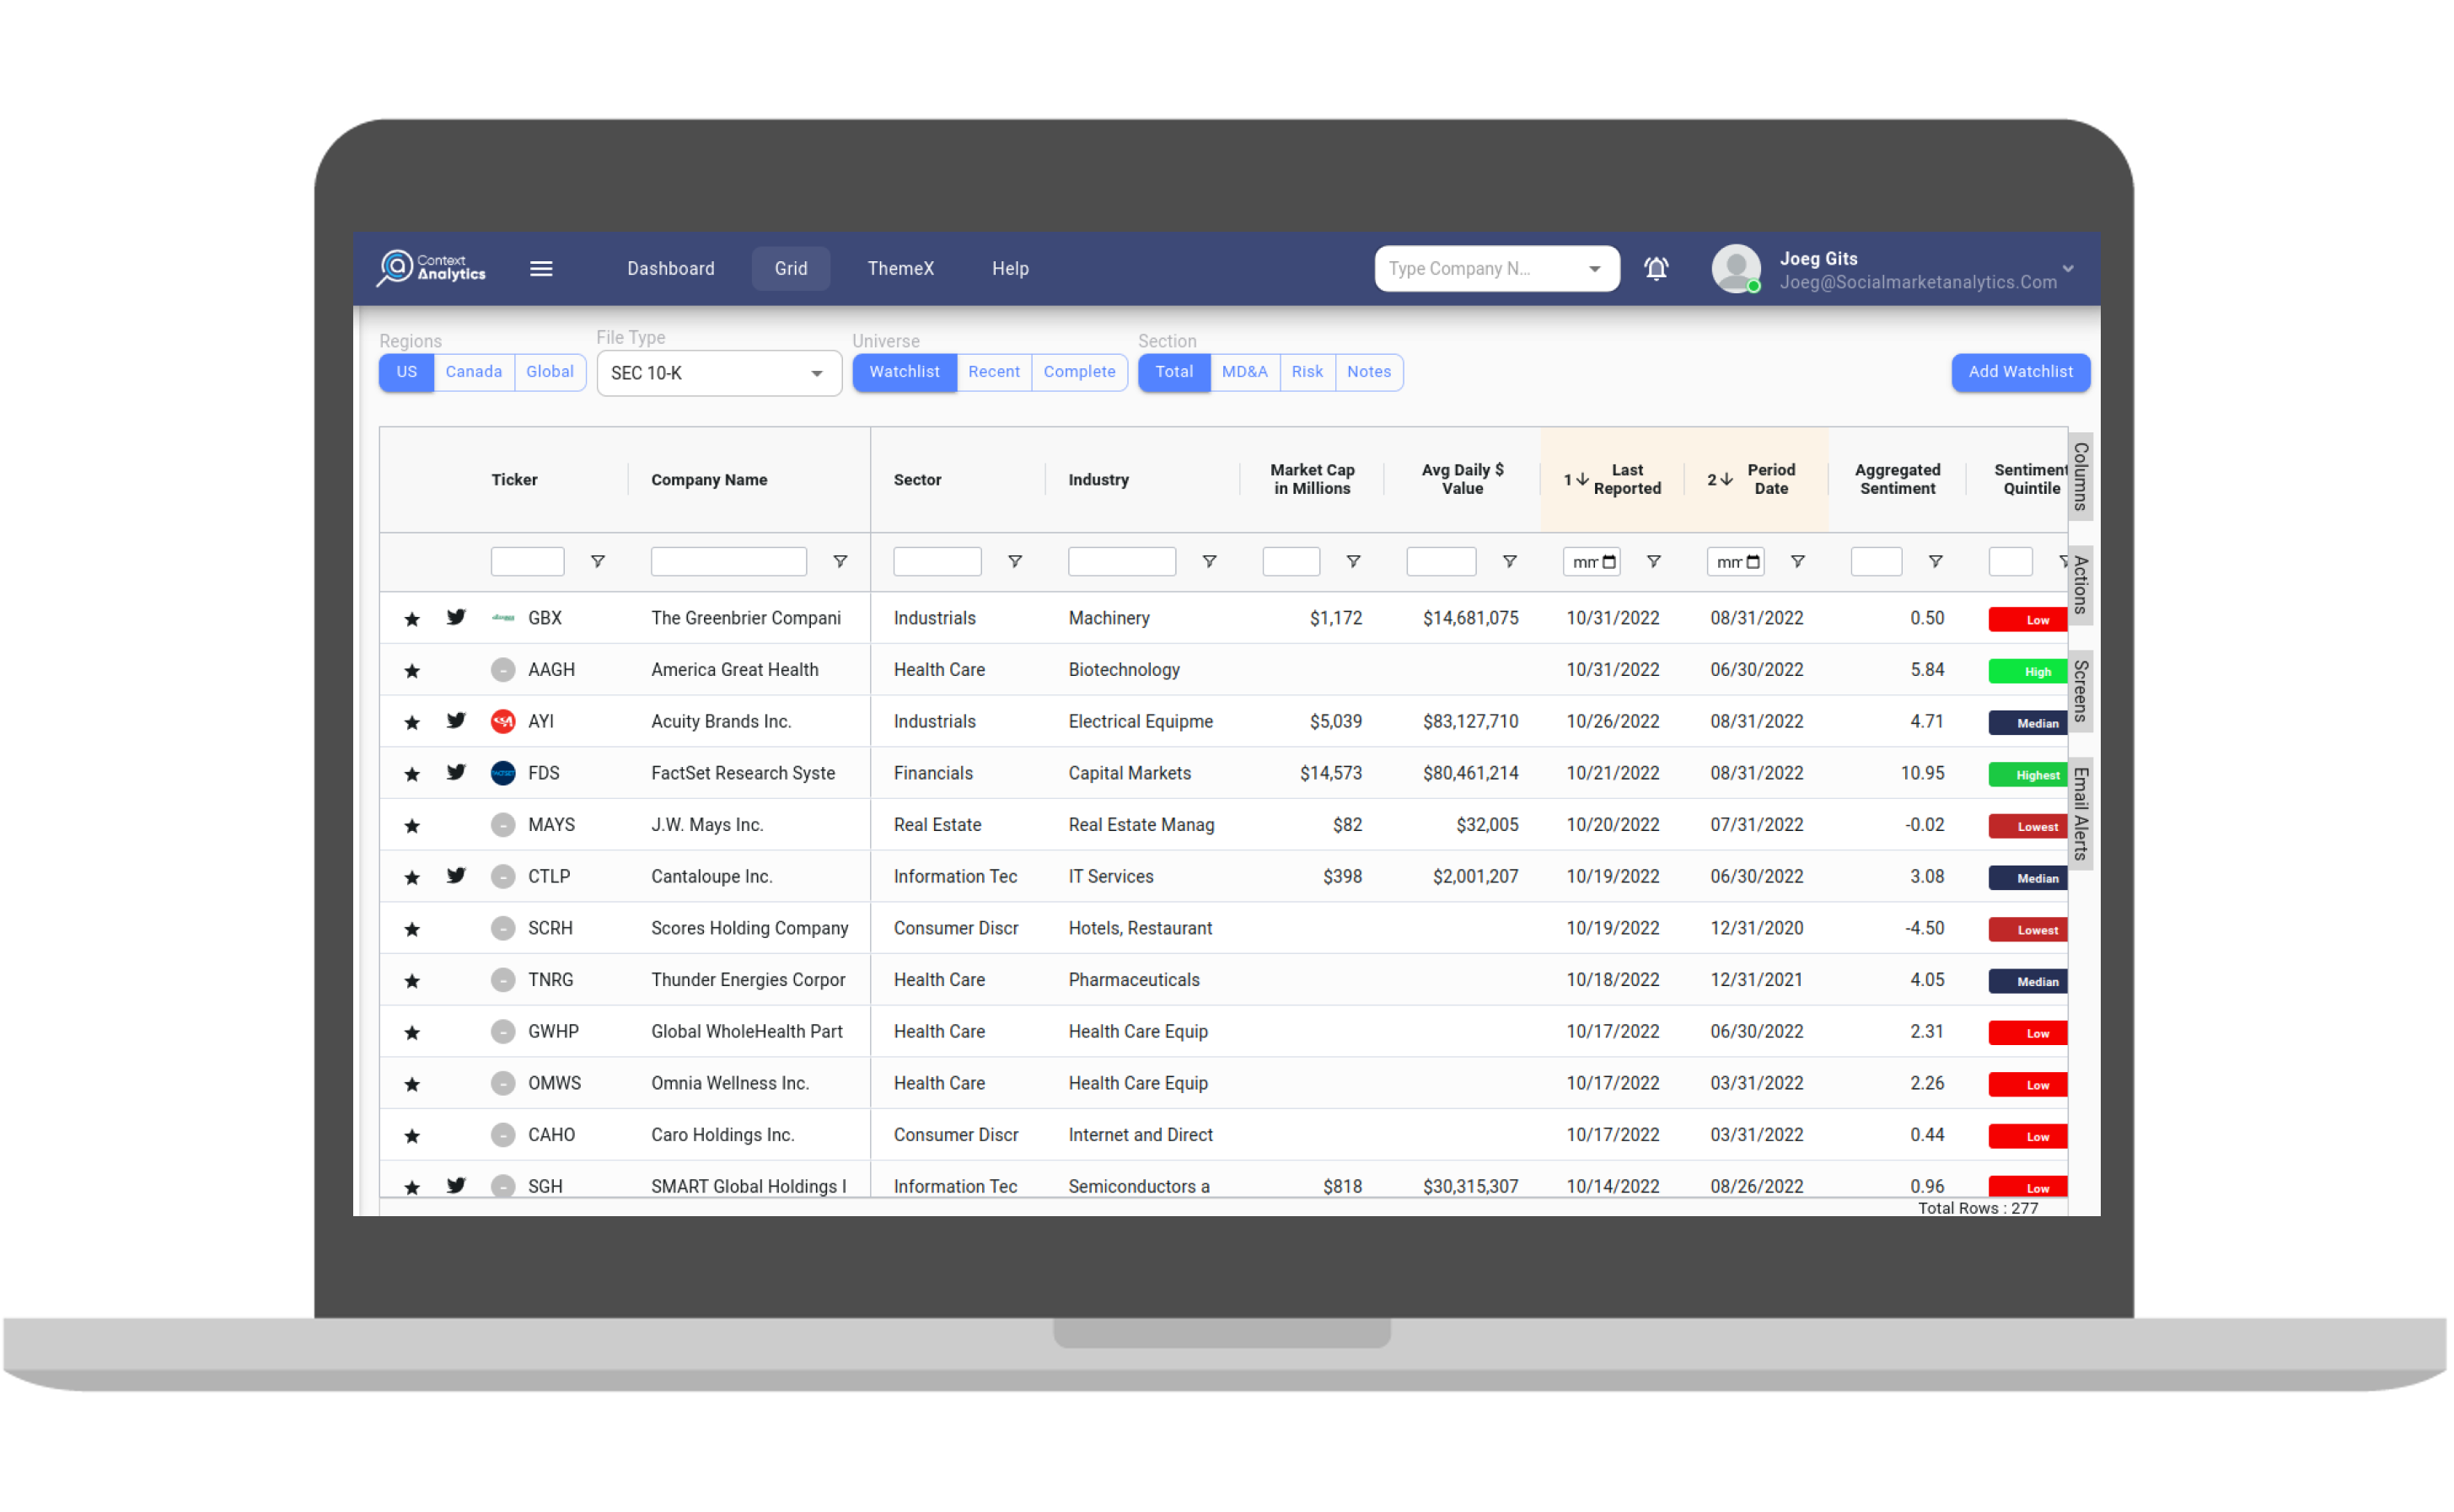 Context
Analytics
Dashboard
Grid
ThemeX
Help
Type Company N...
Joeg Gits
Joeg@Socialmarketanalytics.Com
Regions
File Type
Universe
Section
US Canada Global
SEC 10-K
Watchlist Recent Complete
Total MD&A Risk Notes
Add Watchlist
Ticker
Company Name
Sector
Industry
Market Cap
in Millions
Avg Daily $
Value
1 Last
Reported
2 Period
Date
Aggregated
Sentiment
Sentiment
Quintile
Columns
Actions
Screens
Email Alerts
GBX The Greenbrier Compani Industrials Machinery $1,172 $14,681,075 10/31/2022 08/31/2022 0.50 Low
- AAGH America Great Health Health Care Biotechnology 10/31/2022 06/30/2022 5.84 High
AYI Acuity Brands Inc. Industrials Electrical Equipme $5,039 $83,127,710 10/26/2022 08/31/2022 4.71 Median
FDS FactSet Research Syste Financials Capital Markets $14,573 $80,461,214 10/21/2022 08/31/2022 10.95 Highest
- MAYS J.W. Mays Inc. Real Estate Real Estate Manag $82 $32,005 10/20/2022 07/31/2022 -0.02 Lowest
- CTLP Cantaloupe Inc. Information Tec IT Services $398 $2,001,207 10/19/2022 06/30/2022 3.08 Median
- SCRH Scores Holding Company Consumer Discr Hotels, Restaurant 10/19/2022 12/31/2020 -4.50 Lowest
- TNRG Thunder Energies Corpor Health Care Pharmaceuticals 10/18/2022 12/31/2021 4.05 Median
- GWHP Global WholeHealth Part Health Care Health Care Equip 10/17/2022 06/30/2022 2.31 Low
- OMWS Omnia Wellness Inc. Health Care Health Care Equip 10/17/2022 03/31/2022 2.26 Low
- CAHO Caro Holdings Inc. Consumer Discr Internet and Direct 10/17/2022 03/31/2022 0.44 Low
- SGH SMART Global Holdings I Information Tec Semiconductors a $818 $30,315,307 10/14/2022 08/26/2022 0.96 Low
Total Rows : 277